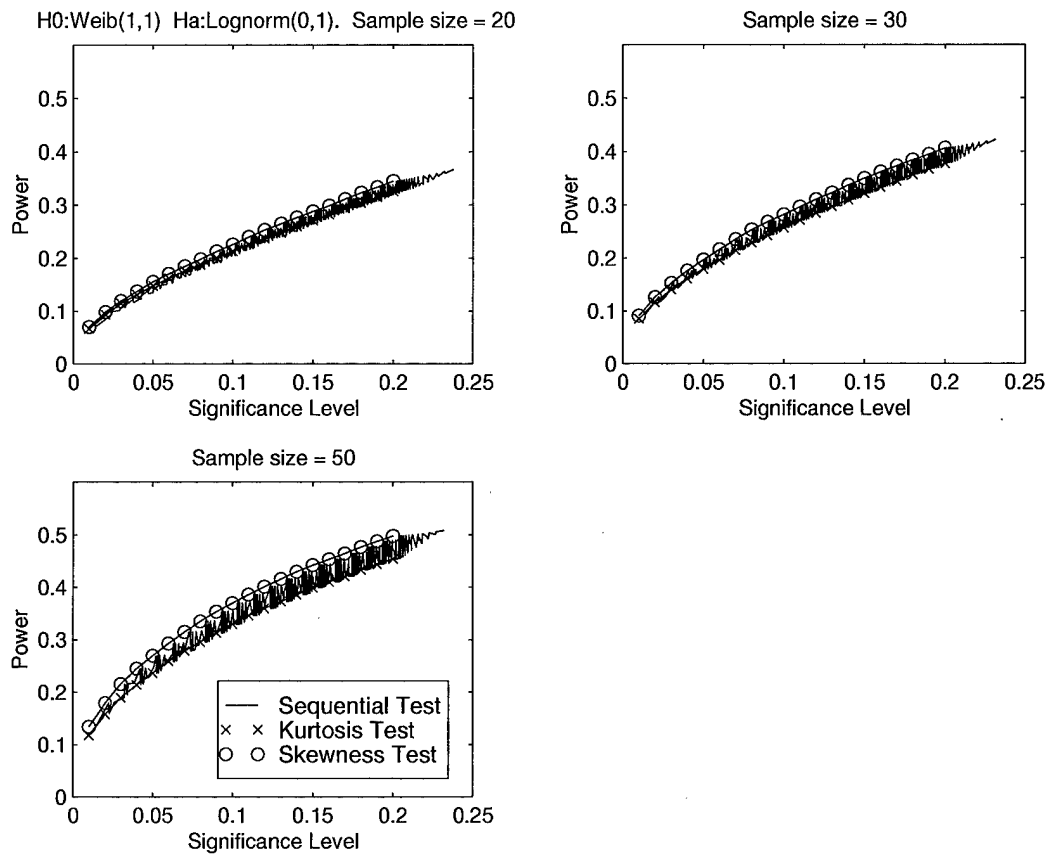 H0:Weib(1,1) Ha:Lognorm(0,1). Sample size = 20
0.5
0.4
0.3
0.2
0.1
0
Power
0 0.05 0.1 0.15 0.2 0.25
Significance Level
Sample size = 30
0.5
0.4
0.3
0.2
0.1
0
Power
0 0.05 0.1 0.15 0.2 0.25
Significance Level
Sample size = 50
0.5
0.4
0.3
0.2
0.1
0
Power
0 0.05 0.1 0.15 0.2 0.25
Significance Level
Sequential Test
Kurtosis Test
Skewness Test